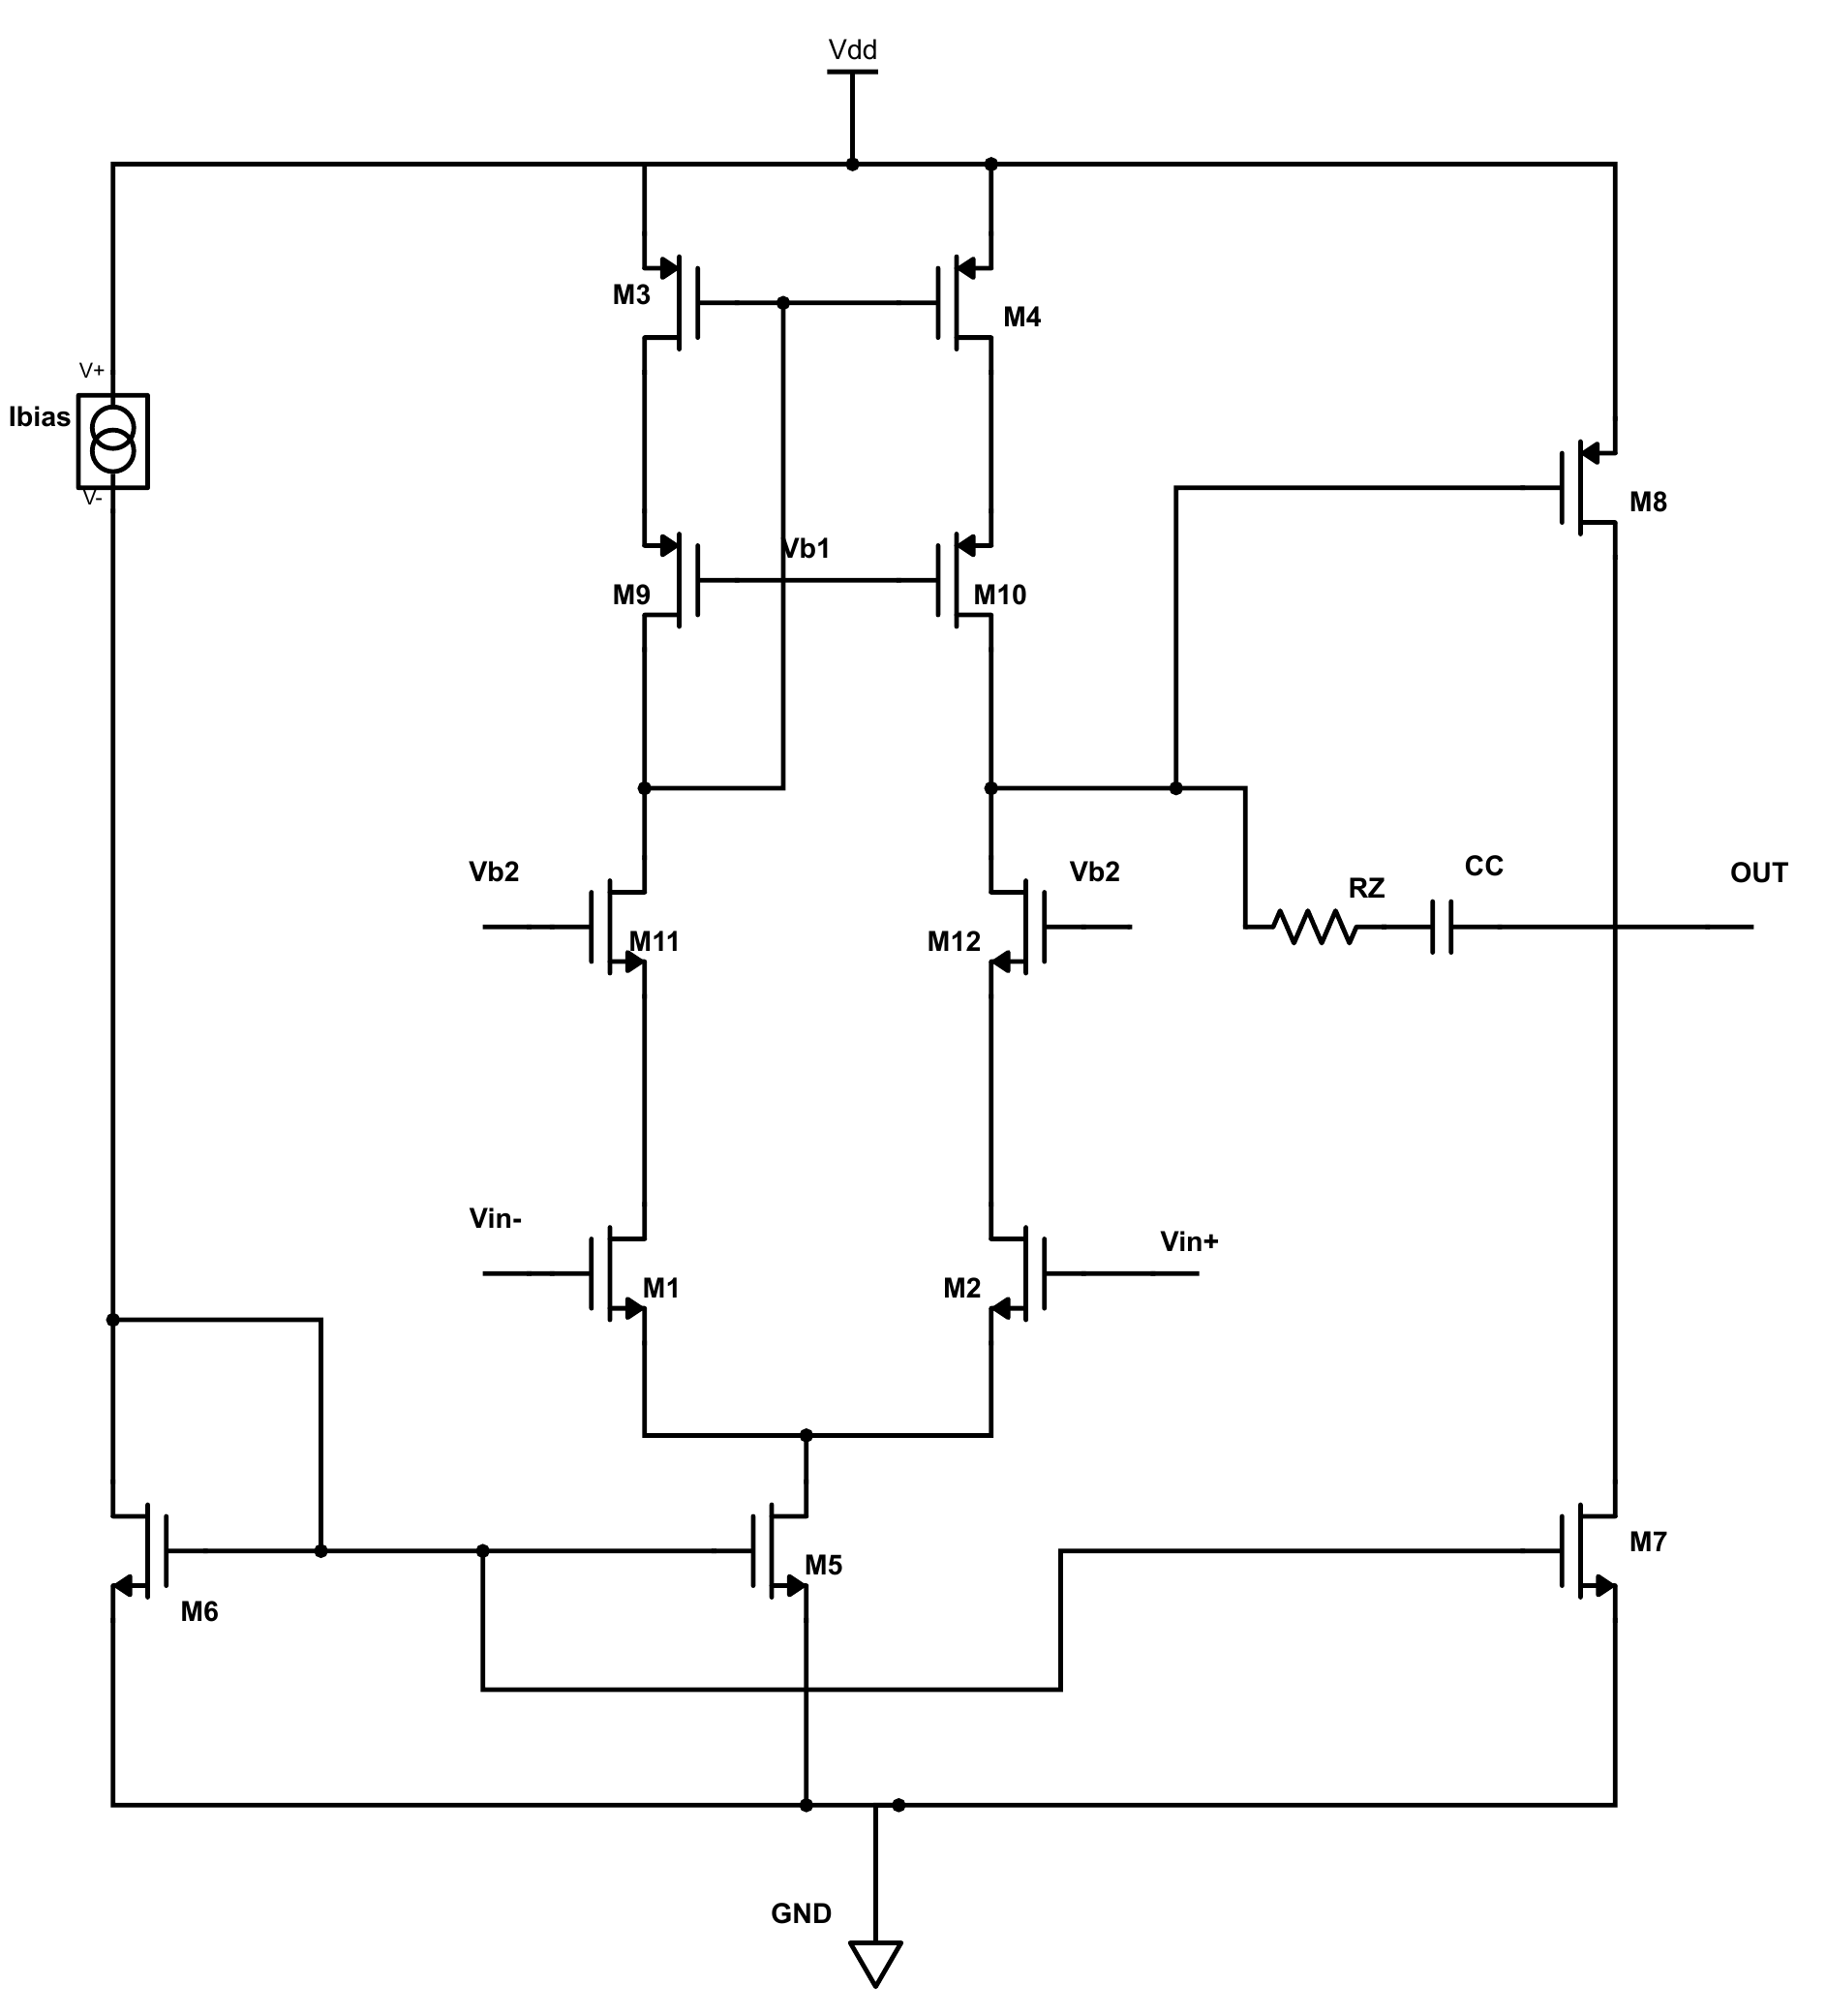 Vdd
M3
M4
V+
Ibias
V-
M8
Vb1
M9
M10
Vb2
Vb2
CC
OUT
RZ
M11
M12
Vin-
Vin+
M1
M2
M7
M5
M6
GND